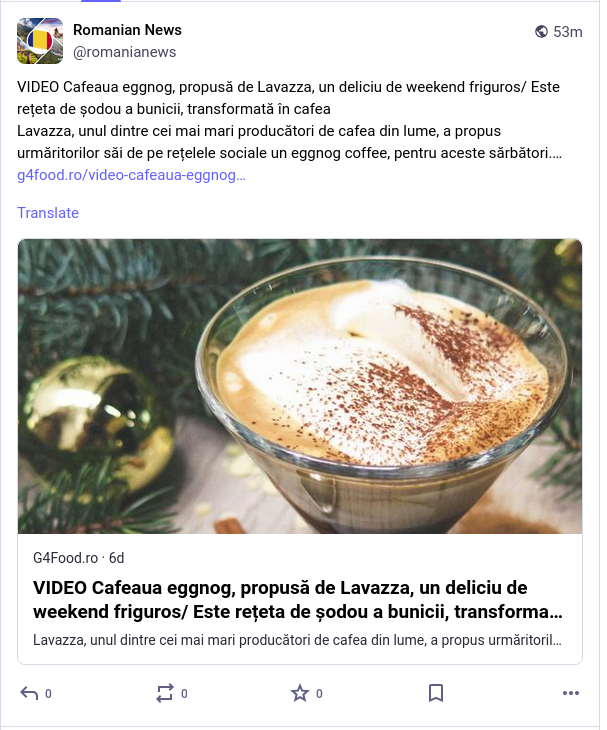 Romanian News
@romanianews
53m
VIDEO Cafeaua eggnog, propusă de Lavazza, un deliciu de weekend friguros/ Este
rețeta de șodou a bunicii, transformată în cafea
Lavazza, unul dintre cei mai mari producători de cafea din lume, a propus
urmăritorilor săi de pe rețelele sociale un eggnog coffee, pentru aceste sărbători.…
g4food.ro/video-cafeaua-eggnog…
Translate
G4Food.ro · 6d
VIDEO Cafeaua eggnog, propusă de Lavazza, un deliciu de
weekend friguros/ Este rețeta de șodou a bunicii, transforma…
Lavazza, unul dintre cei mai mari producători de cafea din lume, a propus urmăritoril…
0 0 0